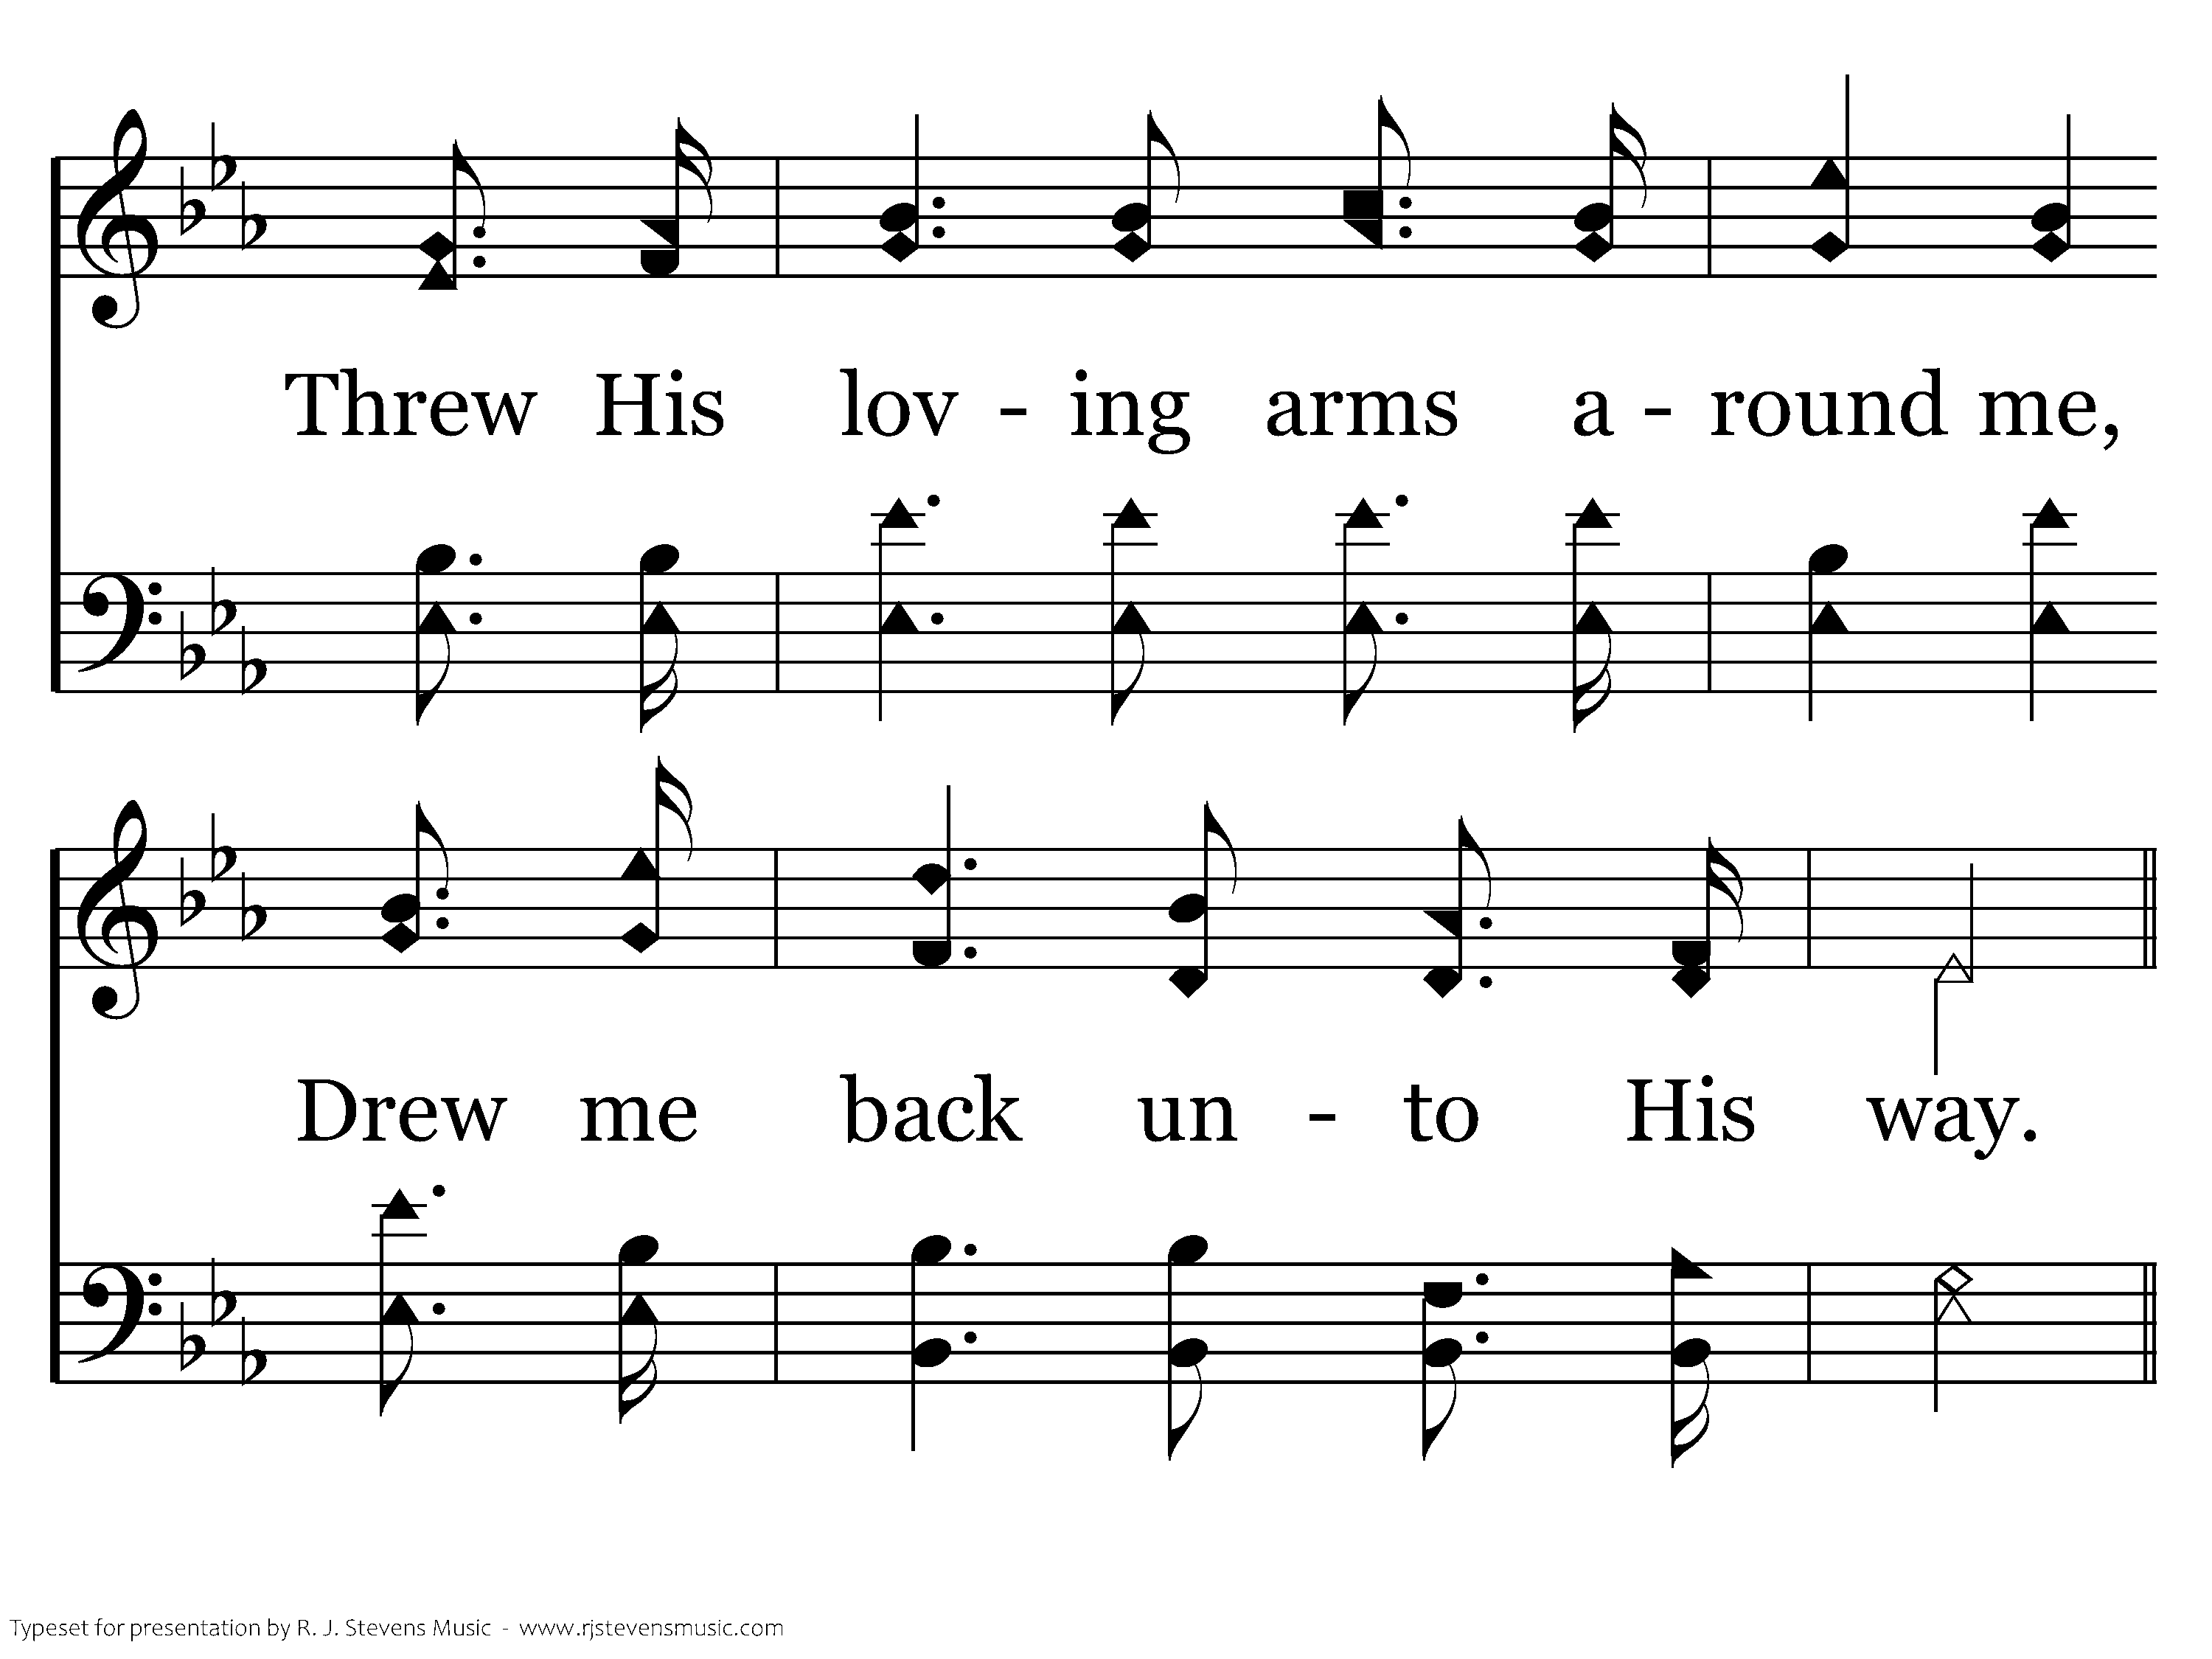 Threw His lov - ing arms a - round me,
Drew me back un - to His way.
Typeset for presentation by R. J. Stevens Music - www.rjstevensmusic.com